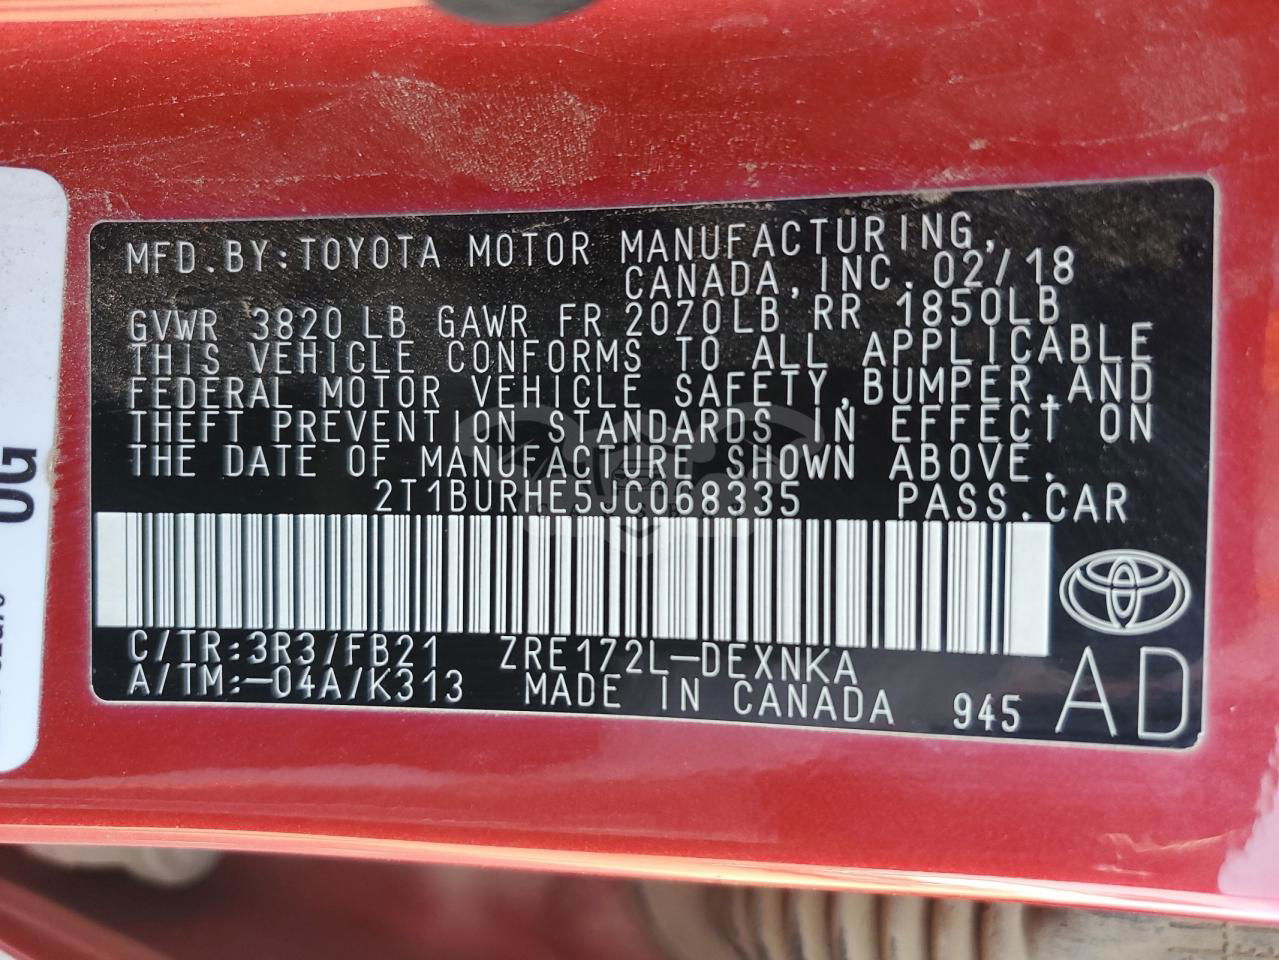 MFD.BY:TOYOTA MOTOR MANUFACTURING,
CANADA,INC.02/18
GVWR 3820LB GAWR FR 2070LB RR 1850LB
THIS VEHICLE CONFORMS TO ALL APPLICABLE
FEDERAL MOTOR VEHICLE SAFETY,BUMPER,AND
THEFT PREVENTION STANDARDS IN EFFECT ON
THE DATE OF MANUFACTURE SHOWN ABOVE.
2T1BURHE5JC068335 PASS.CAR
C/TR:3R3/FB21 ZRE172L-DEXNKA
A/TM:-04A/K313 MADE IN CANADA 945 AD